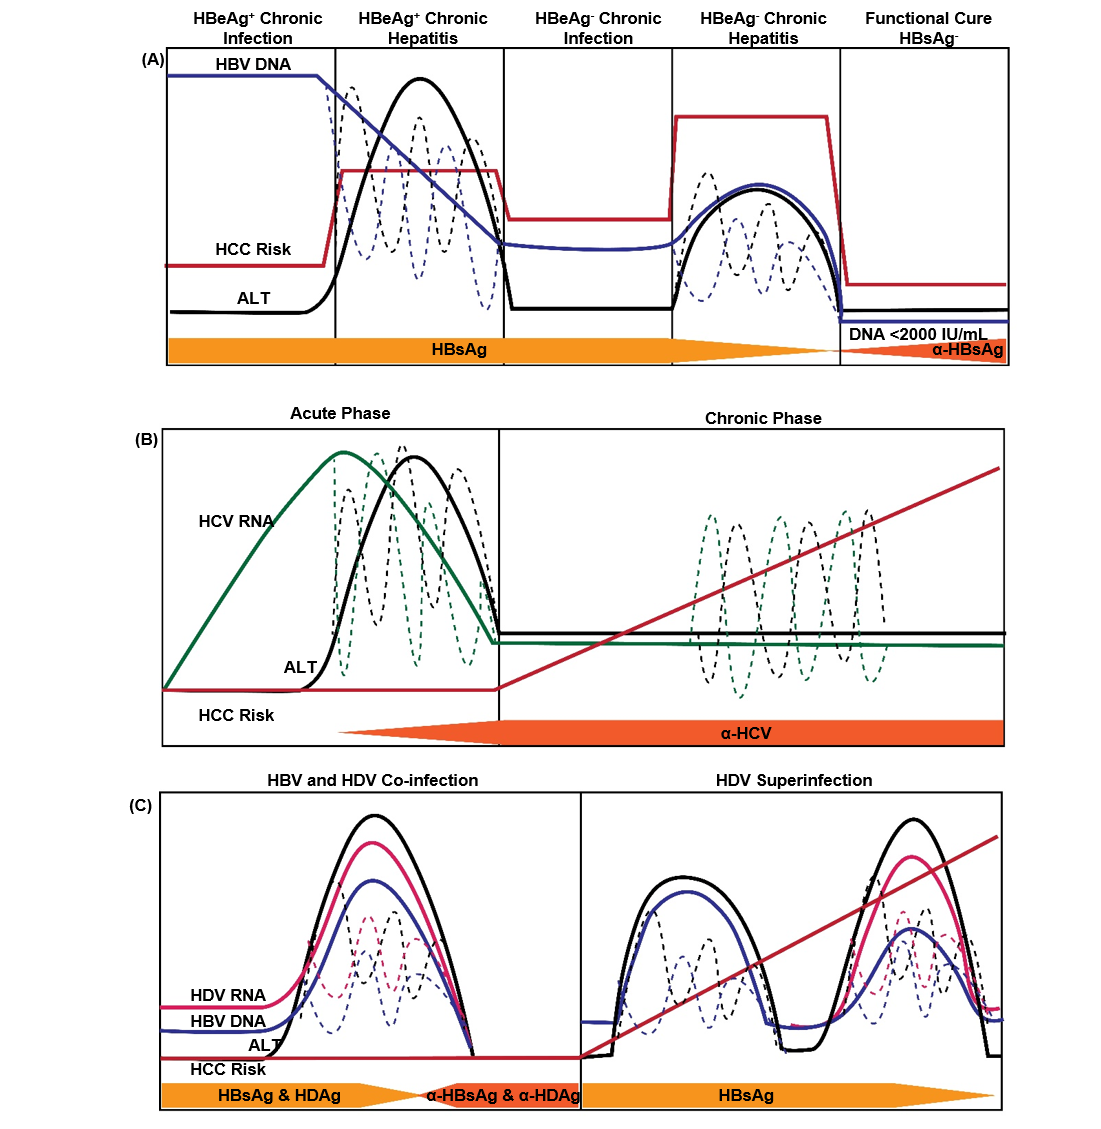 HBeAg⁺ Chronic Infection
HBeAg⁺ Chronic Hepatitis
HBeAg⁻ Chronic Infection
HBeAg⁻ Chronic Hepatitis
Functional Cure HBsAg⁻
(A)
HBV DNA
HCC Risk
ALT
DNA <2000 IU/mL
HBsAg
α-HBsAg
Acute Phase
Chronic Phase
(B)
HCV RNA
ALT
HCC Risk
α-HCV
HBV and HDV Co-infection
HDV Superinfection
(C)
HDV RNA
HBV DNA
ALT
HCC Risk
HBsAg & HDAg
α-HBsAg & α-HDAg
HBsAg